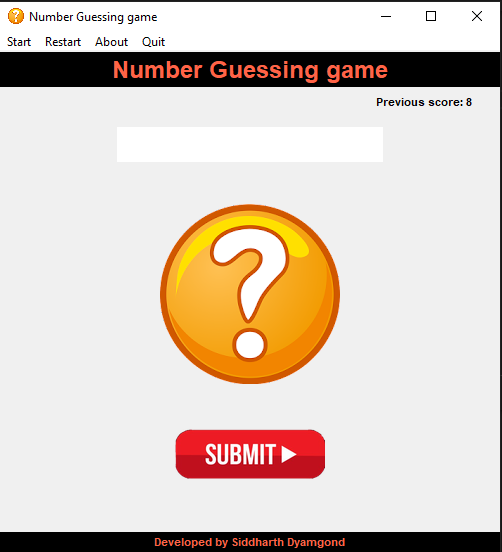 Number Guessing game
Start Restart About Quit
Number Guessing game
Previous score: 8
?
SUBMIT
Developed by Siddharth Dyamgond